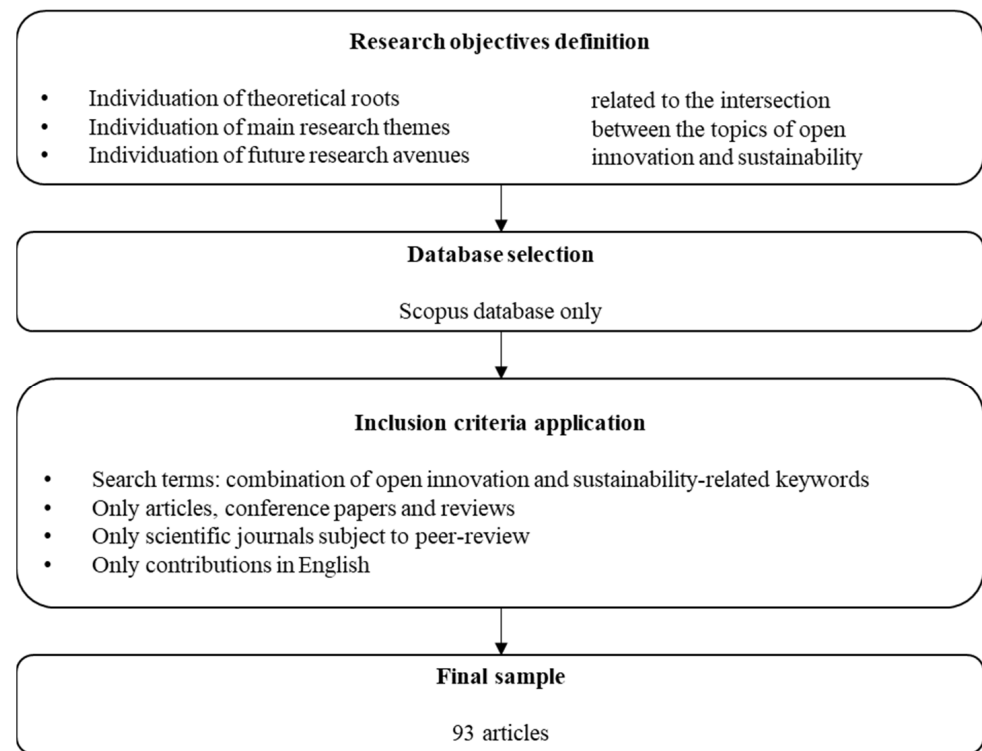 Research objectives definition
• Individuation of theoretical roots
• Individuation of main research themes
• Individuation of future research avenues
related to the intersection
between the topics of open
innovation and sustainability
Database selection
Scopus database only
Inclusion criteria application
• Search terms: combination of open innovation and sustainability-related keywords
• Only articles, conference papers and reviews
• Only scientific journals subject to peer-review
• Only contributions in English
Final sample
93 articles